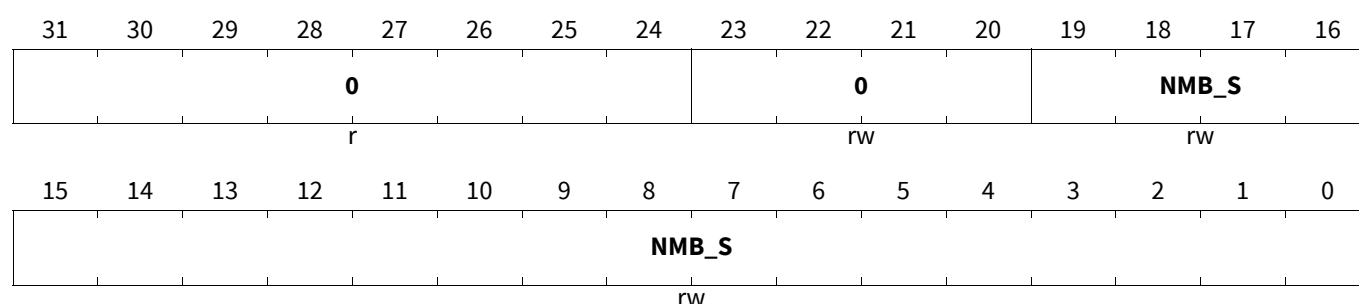 31 30 29 28 27 26 25 24 23 22 21 20 19 18 17 16
0 0 NMB_S
r rw rw
15 14 13 12 11 10 9 8 7 6 5 4 3 2 1 0
NMB_S
rw